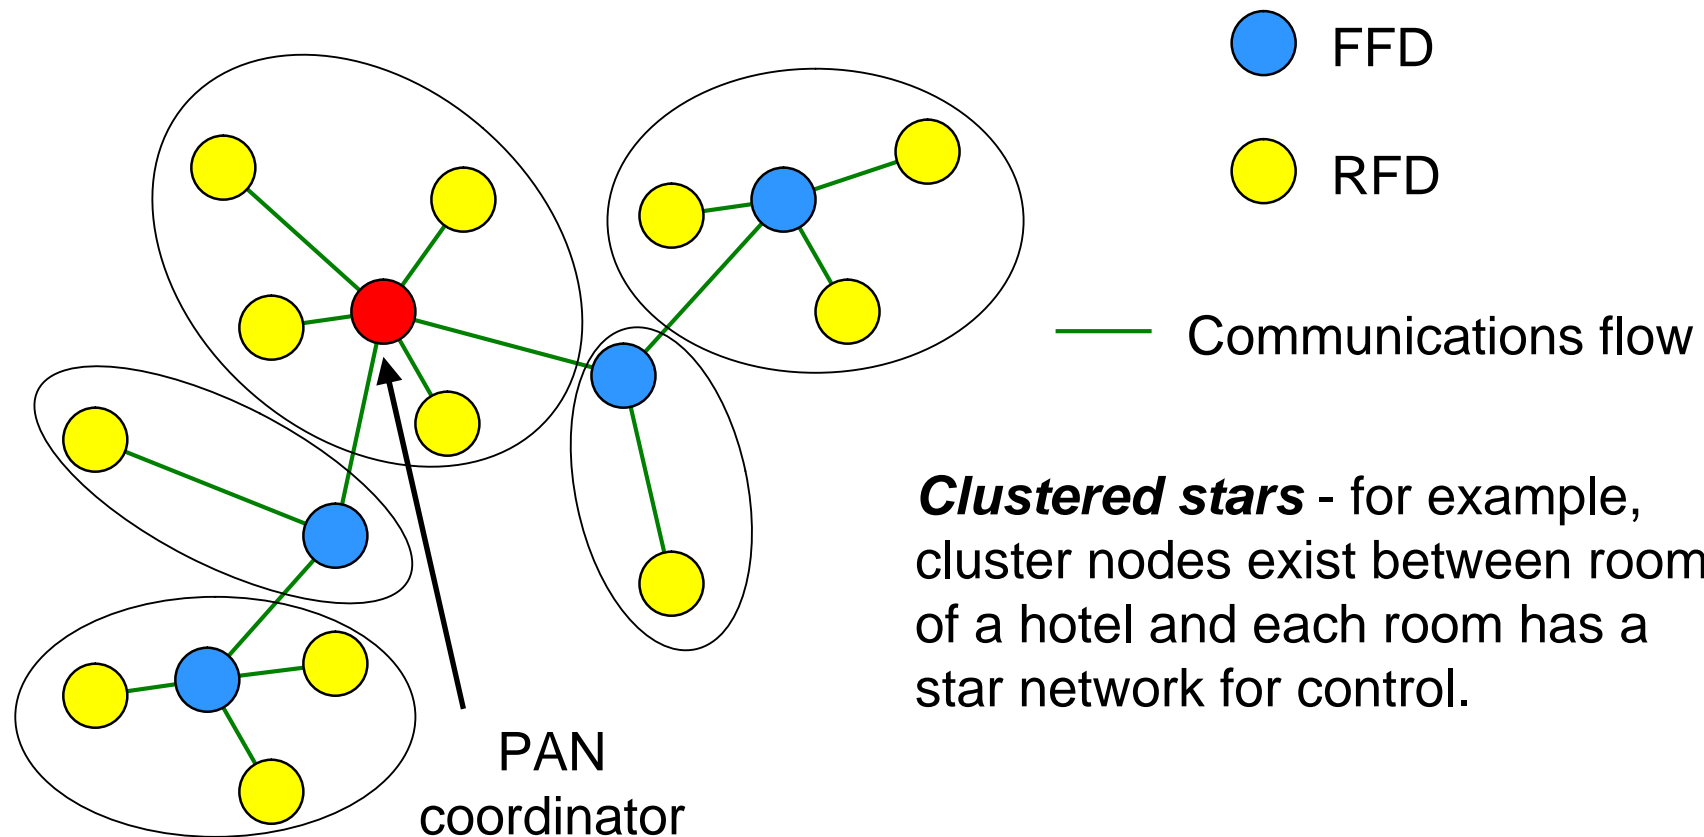 FFD
RFD
Communications flow
Clustered stars - for example,
cluster nodes exist between room
of a hotel and each room has a
star network for control.
PAN
coordinator